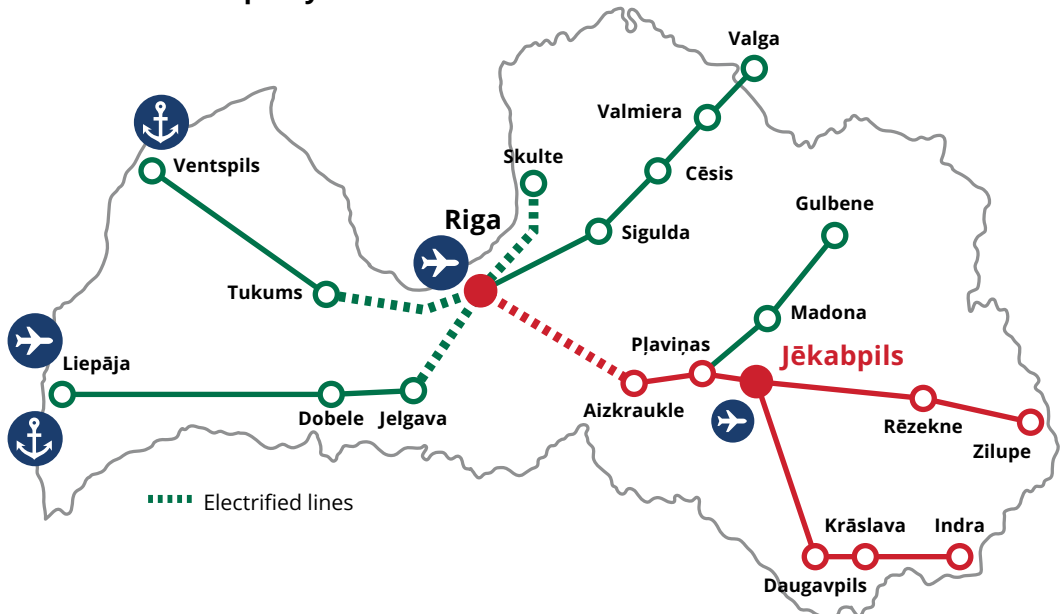 Valga
Valmiera
Skulte
Ventspils
Cēsis
Gulbene
Riga
Sigulda
Tukums
Madona
Pļaviņas
Jēkabpils
Liepāja
Aizkraukle
Dobele
Jelgava
Rēzekne
Zilupe
Electrified lines
Krāslava
Indra
Daugavpils